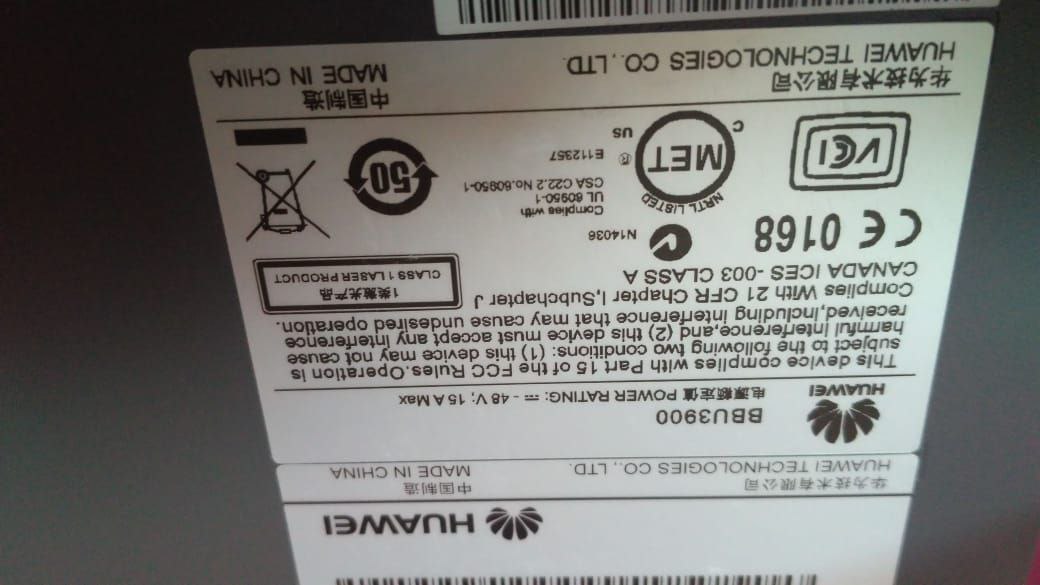 HUAWEI
华为技术有限公司 中国制造
HUAWEI TECHNOLOGIES CO., LTD. MADE IN CHINA
HUAWEI
BBU3900
电源额定值 POWER RATING: ⎓ - 48 V; 15 A Max
This device complies with Part 15 of the FCC Rules.Operation is
subject to the following two conditions: (1) this device may not cause
harmful interference,and (2) this device must accept any interference
received,including interference that may cause undesired operation.
Complies With 21 CFR Chapter I,Subchapter J
CANADA ICES -003 CLASS A
1类激光产品
CLASS 1 LASER PRODUCT
CE 0168
N14036
VCI
NRTL LISTED
MET
C US
®
Complies with
UL 60950-1
CSA C22.2 No.60950-1
E112357
50
华为技术有限公司 中国制造
HUAWEI TECHNOLOGIES CO., LTD. MADE IN CHINA